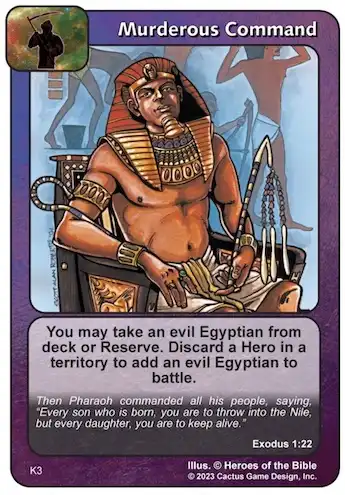 Murderous Command
You may take an evil Egyptian from
deck or Reserve. Discard a Hero in a
territory to add an evil Egyptian to
battle.
Then Pharaoh commanded all his people, saying,
“Every son who is born, you are to throw into the Nile,
but every daughter, you are to keep alive.”
Exodus 1:22
Illus. © Heroes of the Bible
K3
© 2023 Cactus Game Design, Inc.